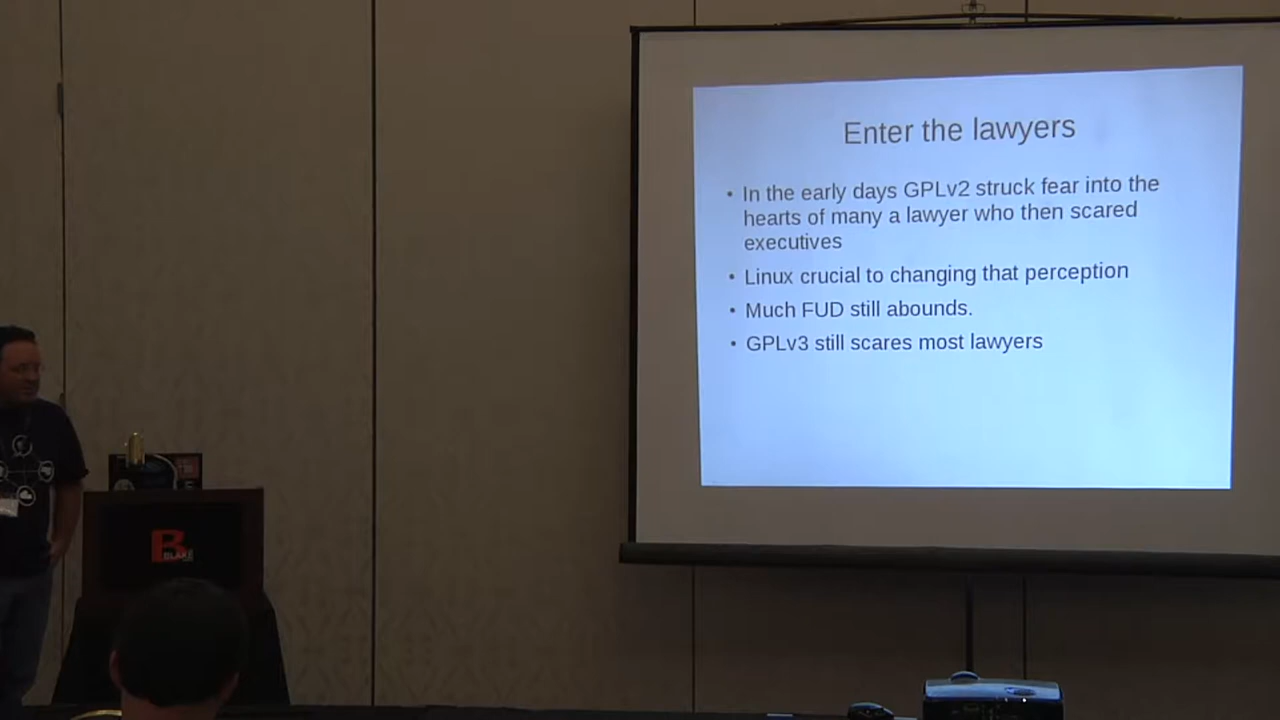 Enter the lawyers
• In the early days GPLv2 struck fear into the
hearts of many a lawyer who then scared
executives
• Linux crucial to changing that perception
• Much FUD still abounds.
• GPLv3 still scares most lawyers
B
BLAKE